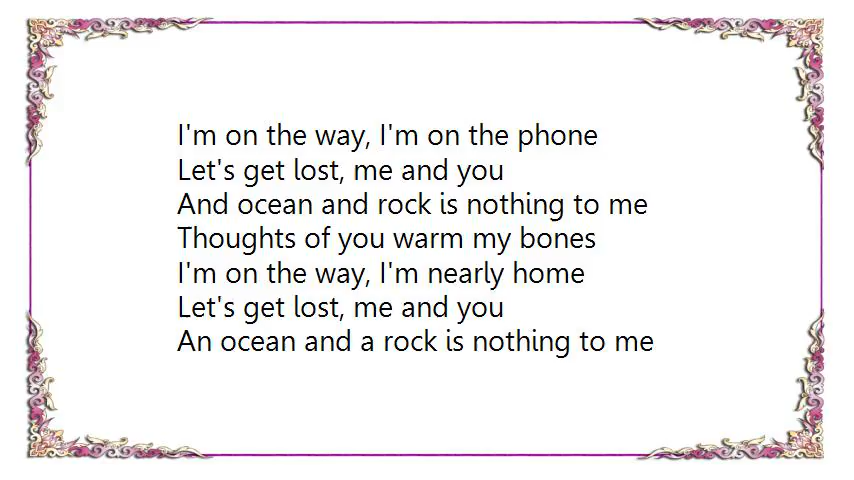 I'm on the way, I'm on the phone
Let's get lost, me and you
And ocean and rock is nothing to me
Thoughts of you warm my bones
I'm on the way, I'm nearly home
Let's get lost, me and you
An ocean and a rock is nothing to me